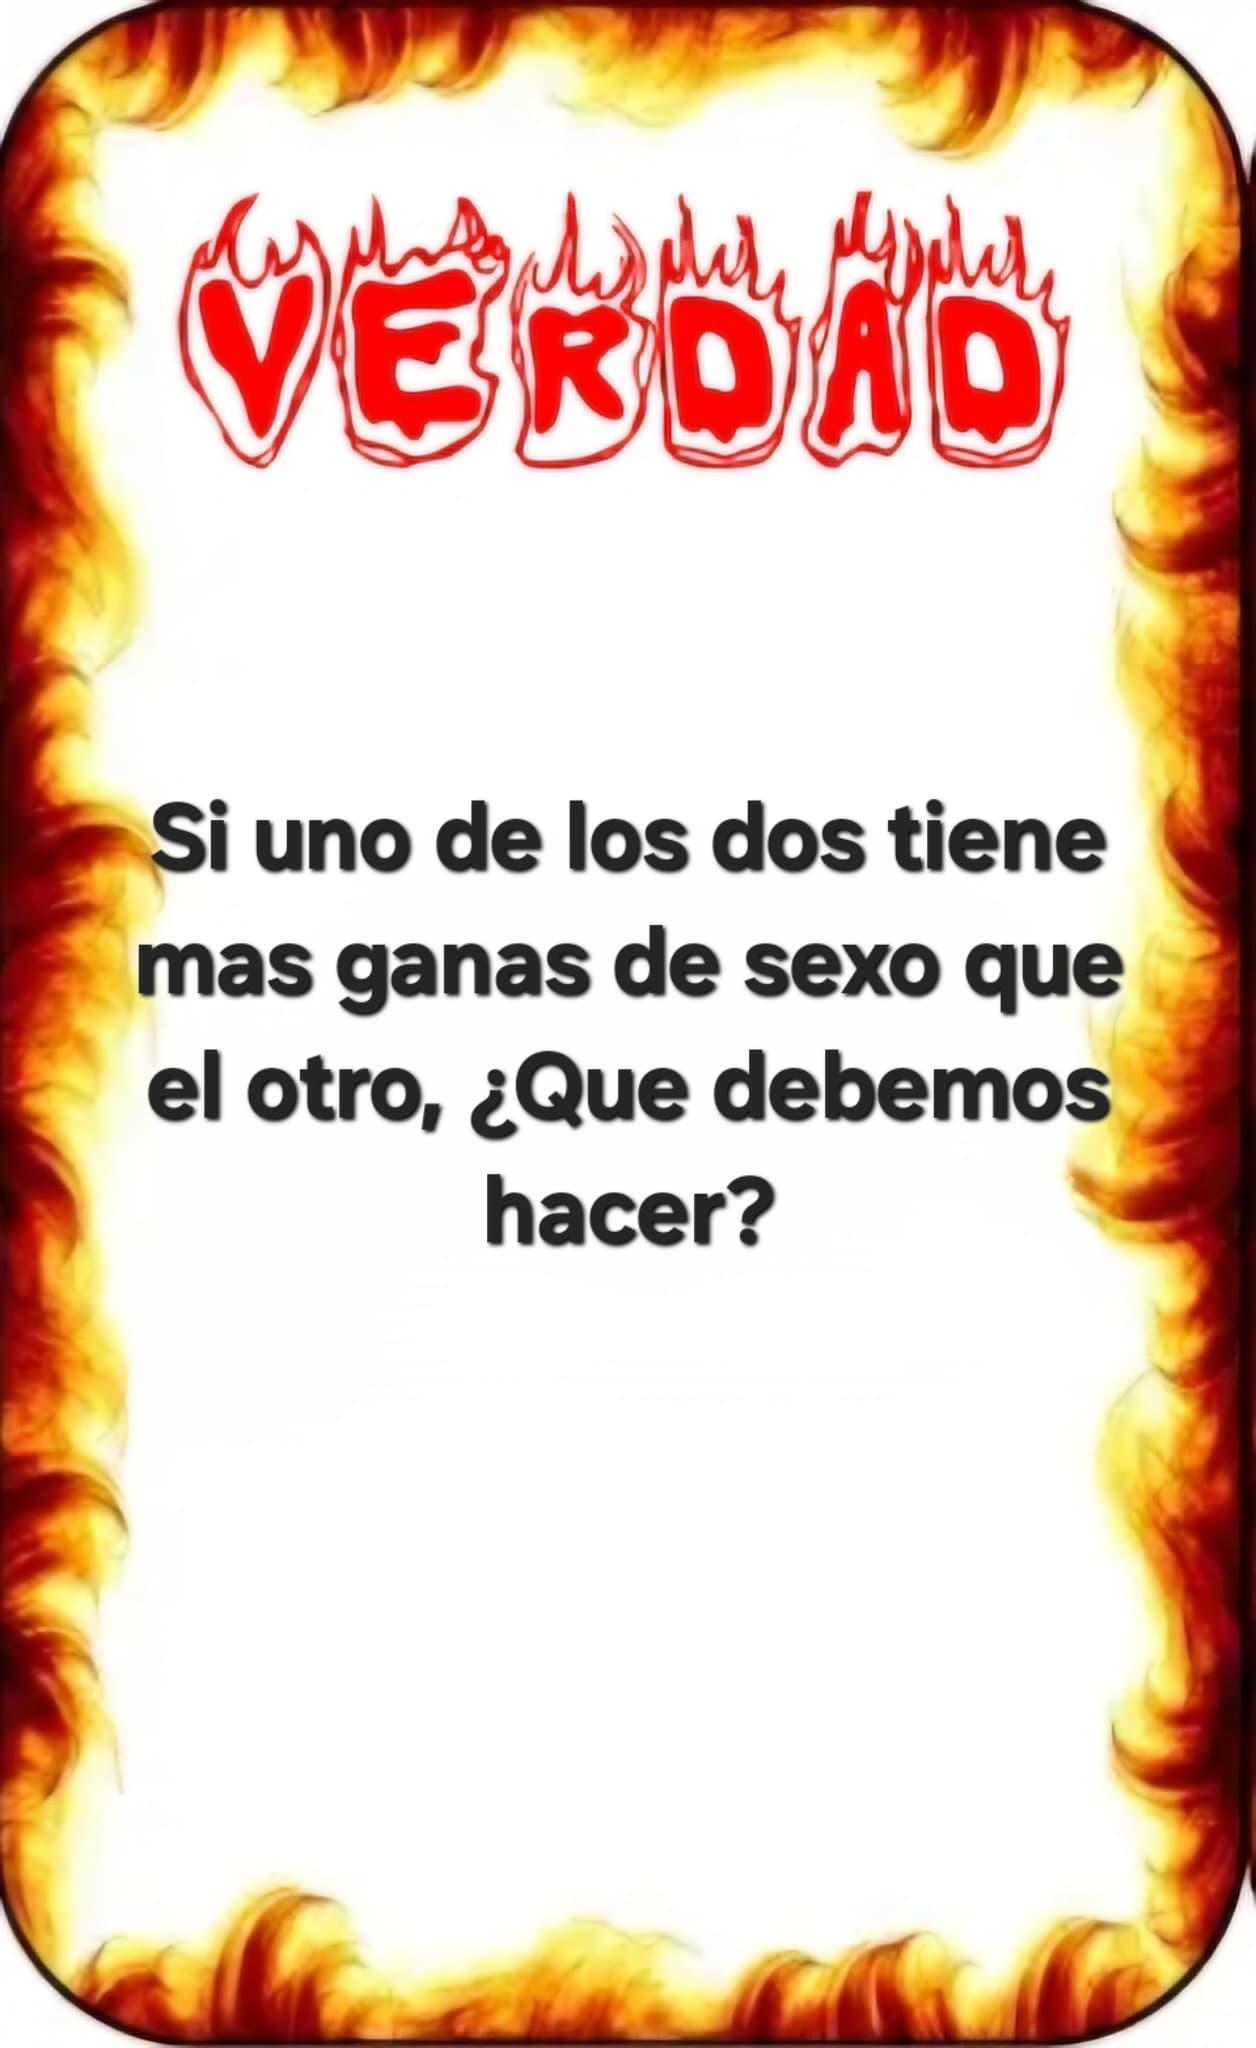 VERDAD
Si uno de los dos tiene
mas ganas de sexo que
el otro, ¿Que debemos
hacer?